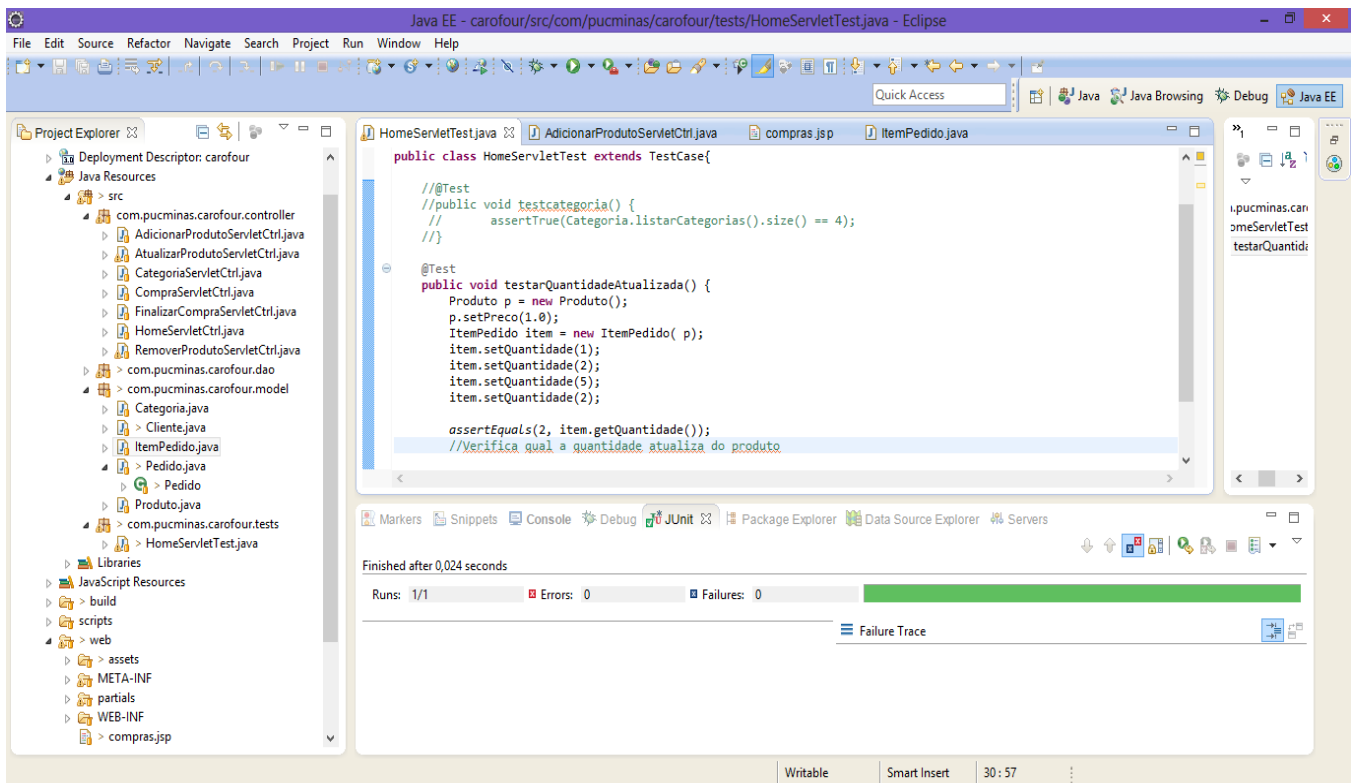 Java EE - carofour/src/com/pucminas/carofour/tests/HomeServletTest.java - Eclipse
File Edit Source Refactor Navigate Search Project Run Window Help
Quick Access
Java Java Browsing Debug Java EE
Project Explorer
Deployment Descriptor: carofour
Java Resources
> src
com.pucminas.carofour.controller
AdicionarProdutoServletCtrl.java
AtualizarProdutoServletCtrl.java
CategoriaServletCtrl.java
CompraServletCtrl.java
FinalizarCompraServletCtrl.java
HomeServletCtrl.java
RemoverProdutoServletCtrl.java
> com.pucminas.carofour.dao
> com.pucminas.carofour.model
Categoria.java
> Cliente.java
ItemPedido.java
> Pedido.java
> Pedido
Produto.java
> com.pucminas.carofour.tests
> HomeServletTest.java
Libraries
JavaScript Resources
> build
scripts
> web
> assets
META-INF
partials
WEB-INF
> compras.jsp
HomeServletTest.java AdicionarProdutoServletCtrl.java compras.jsp ItemPedido.java
public class HomeServletTest extends TestCase{
//@Test
//public void testcategoria() {
// assertTrue(Categoria.listarCategorias().size() == 4);
//}
@Test
public void testarQuantidadeAtualizada() {
Produto p = new Produto();
p.setPreco(1.0);
ItemPedido item = new ItemPedido( p);
item.setQuantidade(1);
item.setQuantidade(2);
item.setQuantidade(5);
item.setQuantidade(2);
assertEquals(2, item.getQuantidade());
//Verifica qual a quantidade atualiza do produto
»1
ı.pucminas.car
omeServletTest
testarQuantida
Markers Snippets Console Debug JUnit Package Explorer Data Source Explorer Servers
Finished after 0,024 seconds
Runs: 1/1 Errors: 0 Failures: 0
Failure Trace
Writable Smart Insert 30 : 57